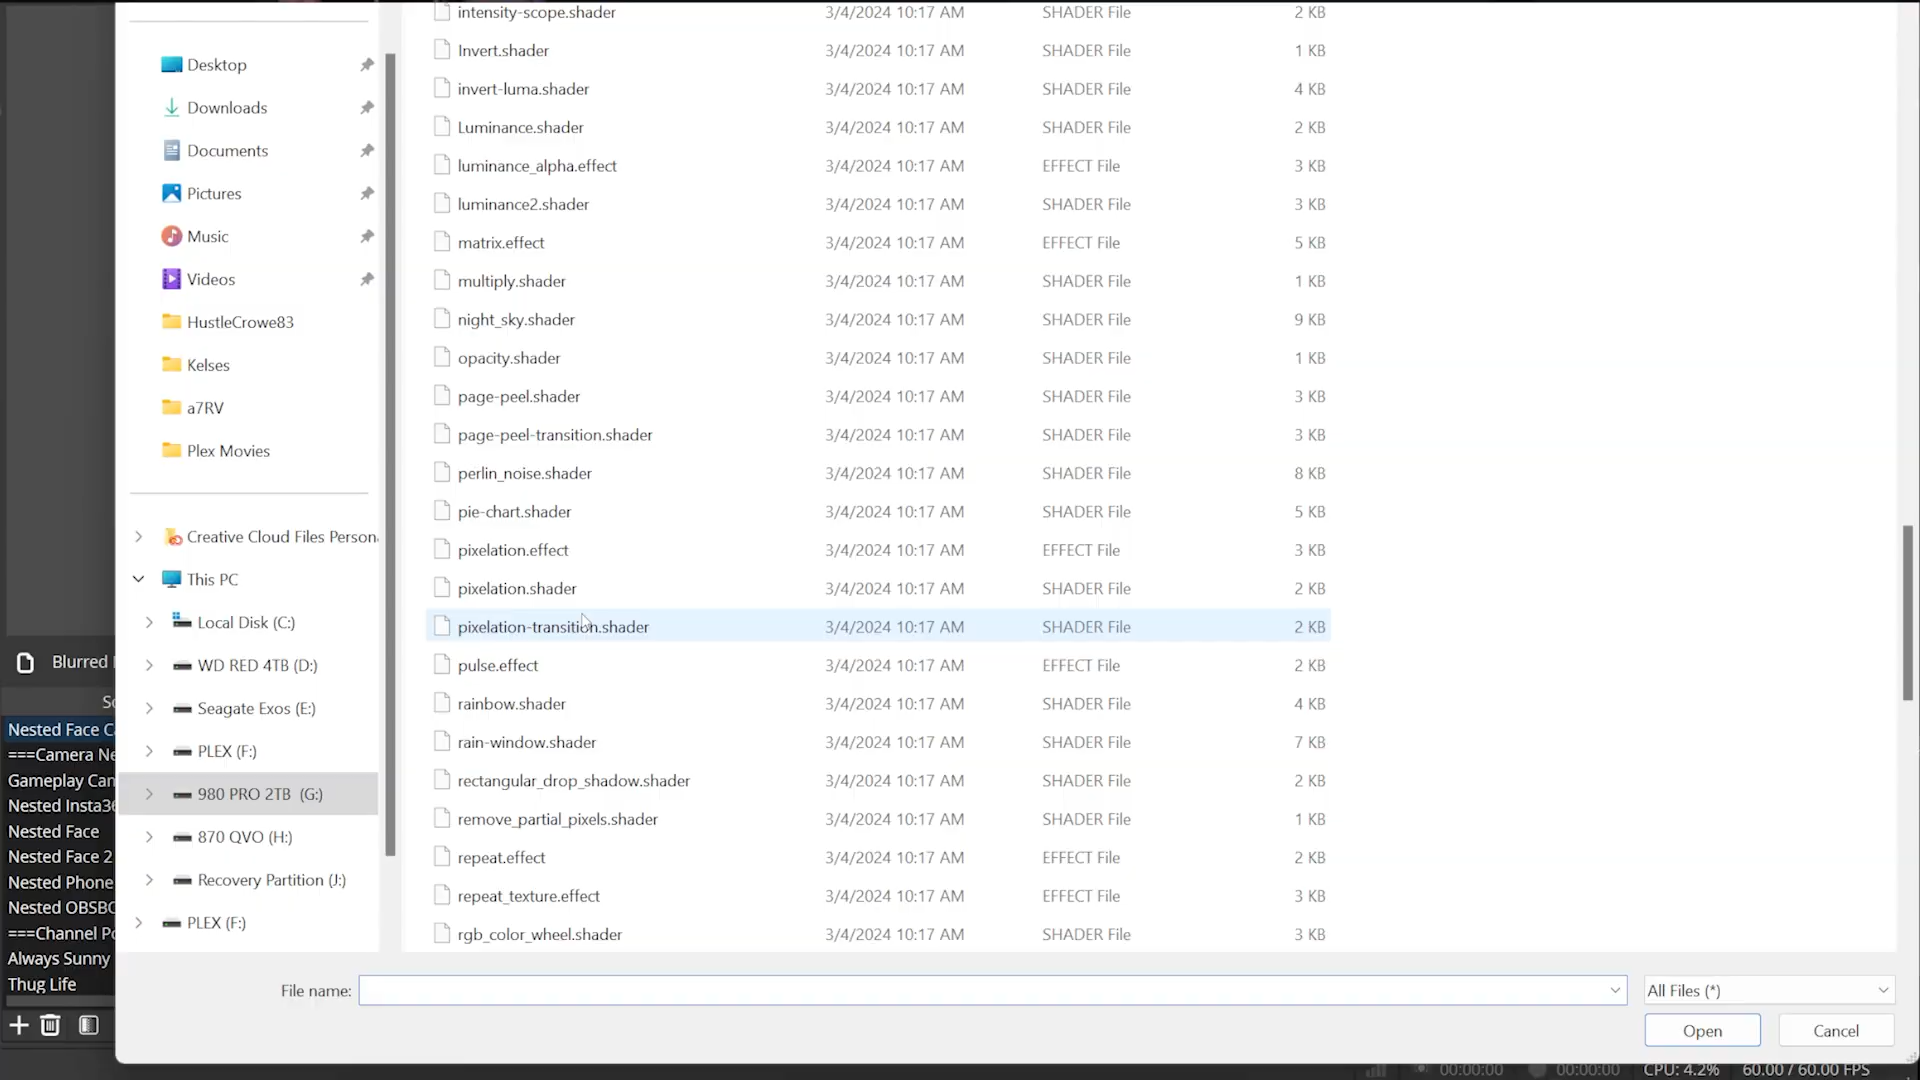 Desktop
Downloads
Documents
Pictures
Music
Videos
HustleCrowe83
Kelses
a7RV
Plex Movies
Creative Cloud Files Person
This PC
Local Disk (C:)
WD RED 4TB (D:)
Seagate Exos (E:)
PLEX (F:)
980 PRO 2TB (G:)
870 QVO (H:)
Recovery Partition (J:)
PLEX (F:)
intensity-scope.shader 3/4/2024 10:17 AM SHADER File 2 KB
Invert.shader 3/4/2024 10:17 AM SHADER File 1 KB
invert-luma.shader 3/4/2024 10:17 AM SHADER File 4 KB
Luminance.shader 3/4/2024 10:17 AM SHADER File 2 KB
luminance_alpha.effect 3/4/2024 10:17 AM EFFECT File 3 KB
luminance2.shader 3/4/2024 10:17 AM SHADER File 3 KB
matrix.effect 3/4/2024 10:17 AM EFFECT File 5 KB
multiply.shader 3/4/2024 10:17 AM SHADER File 1 KB
night_sky.shader 3/4/2024 10:17 AM SHADER File 9 KB
opacity.shader 3/4/2024 10:17 AM SHADER File 1 KB
page-peel.shader 3/4/2024 10:17 AM SHADER File 3 KB
page-peel-transition.shader 3/4/2024 10:17 AM SHADER File 3 KB
perlin_noise.shader 3/4/2024 10:17 AM SHADER File 8 KB
pie-chart.shader 3/4/2024 10:17 AM SHADER File 5 KB
pixelation.effect 3/4/2024 10:17 AM EFFECT File 3 KB
pixelation.shader 3/4/2024 10:17 AM SHADER File 2 KB
pixelation-transition.shader 3/4/2024 10:17 AM SHADER File 2 KB
pulse.effect 3/4/2024 10:17 AM EFFECT File 2 KB
rainbow.shader 3/4/2024 10:17 AM SHADER File 4 KB
rain-window.shader 3/4/2024 10:17 AM SHADER File 7 KB
rectangular_drop_shadow.shader 3/4/2024 10:17 AM SHADER File 2 KB
remove_partial_pixels.shader 3/4/2024 10:17 AM SHADER File 1 KB
repeat.effect 3/4/2024 10:17 AM EFFECT File 2 KB
repeat_texture.effect 3/4/2024 10:17 AM EFFECT File 3 KB
rgb_color_wheel.shader 3/4/2024 10:17 AM SHADER File 3 KB
File name: All Files (*)
Open Cancel
Blurred
Sc
Nested Face C
===Camera Ne
Gameplay Can
Nested Insta36
Nested Face
Nested Face 2
Nested Phone
Nested OBSBO
===Channel Po
Always Sunny
Thug Life
00:00:00 00:00:00 CPU: 4.2% 60.00 / 60.00 FPS